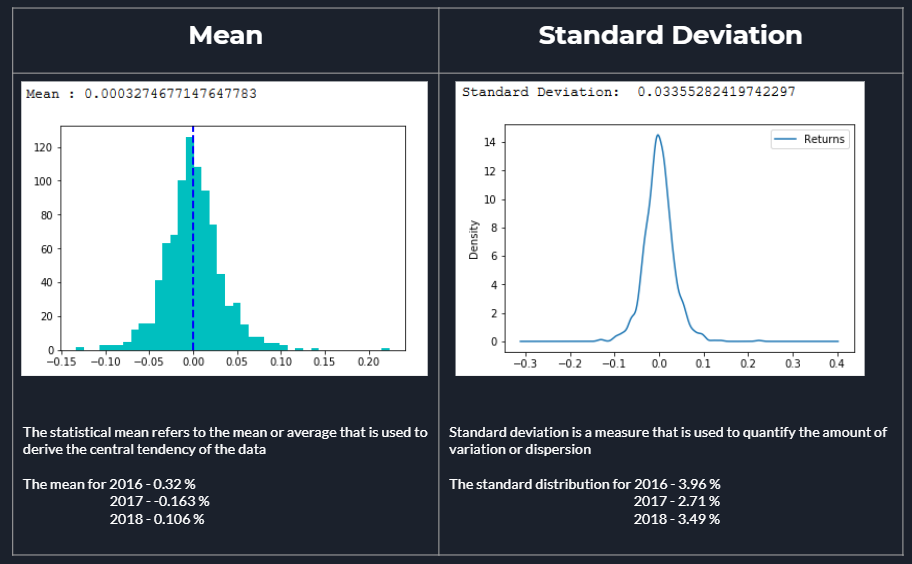 Mean
Standard Deviation
Mean : 0.0003274677147647783
120
100
80
60
40
20
0
−0.15 −0.10 −0.05 0.00 0.05 0.10 0.15 0.20
Standard Deviation: 0.03355282419742297
Returns
Density
14
12
10
8
6
4
2
0
−0.3 −0.2 −0.1 0.0 0.1 0.2 0.3 0.4
The statistical mean refers to the mean or average that is used to
derive the central tendency of the data
The mean for 2016 - 0.32 %
2017 - -0.163 %
2018 - 0.106 %
Standard deviation is a measure that is used to quantify the amount of
variation or dispersion
The standard distribution for 2016 - 3.96 %
2017 - 2.71 %
2018 - 3.49 %